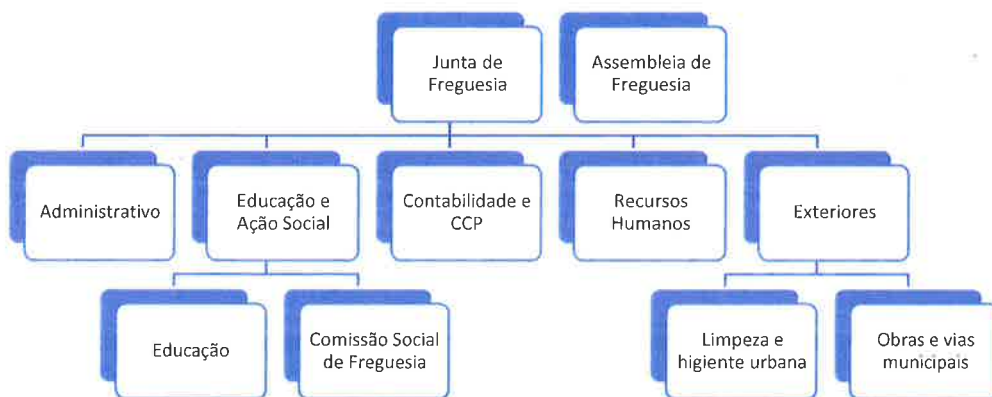 Junta de
Freguesia
Assembleia de
Freguesia
Administrativo
Educação e
Ação Social
Contabilidade e
CCP
Recursos
Humanos
Exteriores
Educação
Comissão Social
de Freguesia
Limpeza e
higiente urbana
Obras e vias
municipais